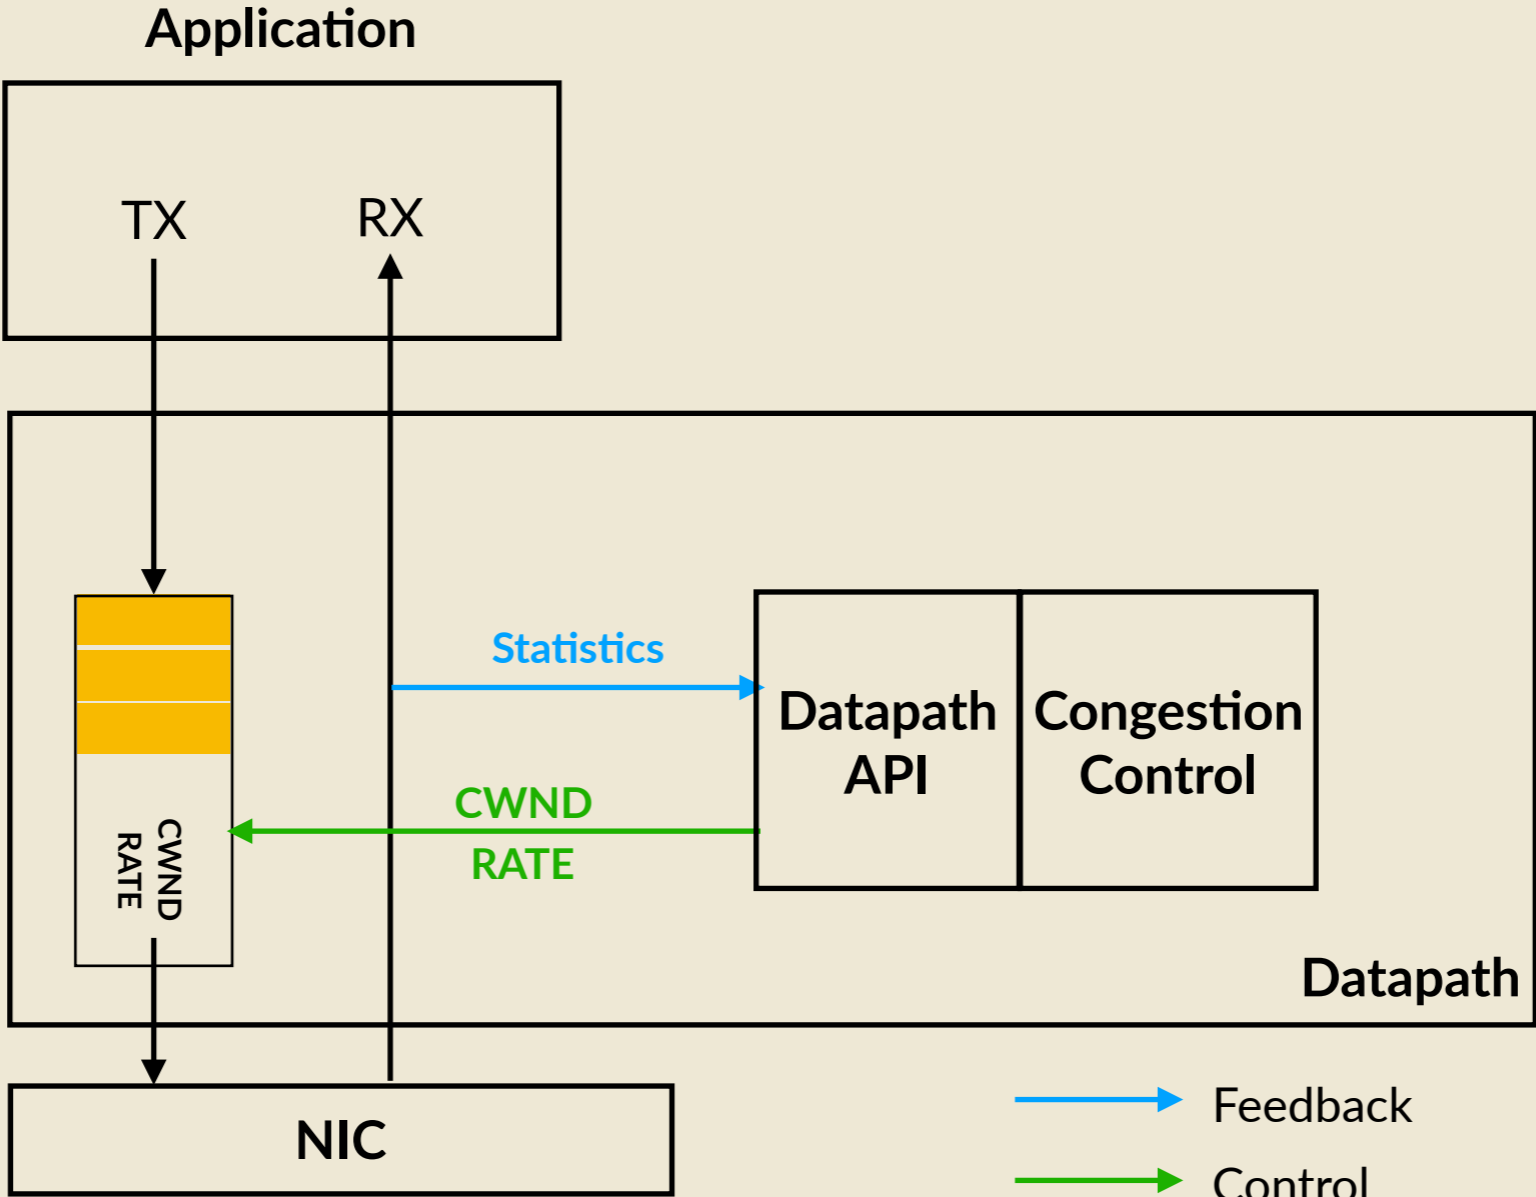 Application
TX
RX
Statistics
Datapath
API
Congestion
Control
CWND
RATE
CWND
RATE
Datapath
NIC
Feedback
Control